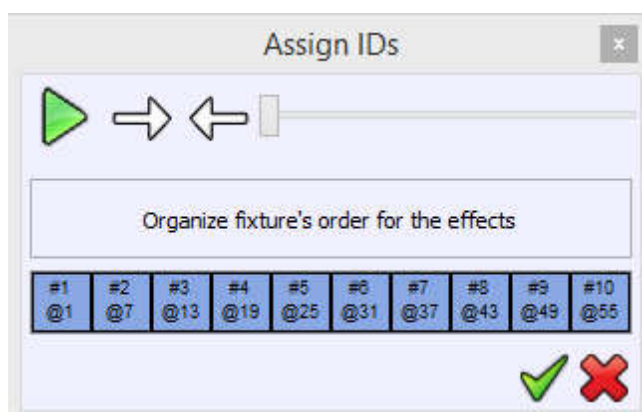 Assign IDs
x
Organize fixture's order for the effects
#1 #2 #3 #4 #5 #6 #7 #8 #9 #10
@1 @7 @13 @19 @25 @31 @37 @43 @49 @55